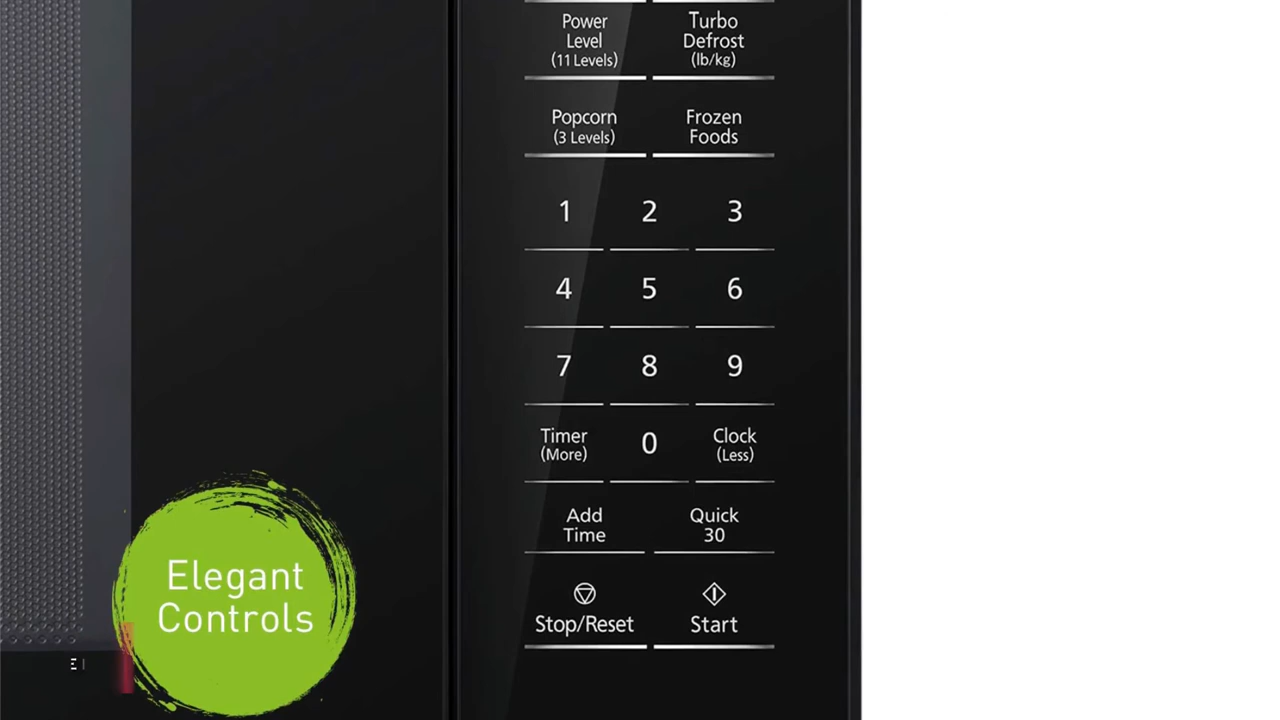 Power
Level
(11 Levels)
Turbo
Defrost
(lb/kg)
Popcorn
(3 Levels)
Frozen
Foods
1 2 3
4 5 6
7 8 9
Timer
(More)
0
Clock
(Less)
Add
Time
Quick
30
Stop/Reset
Start
Elegant
Controls